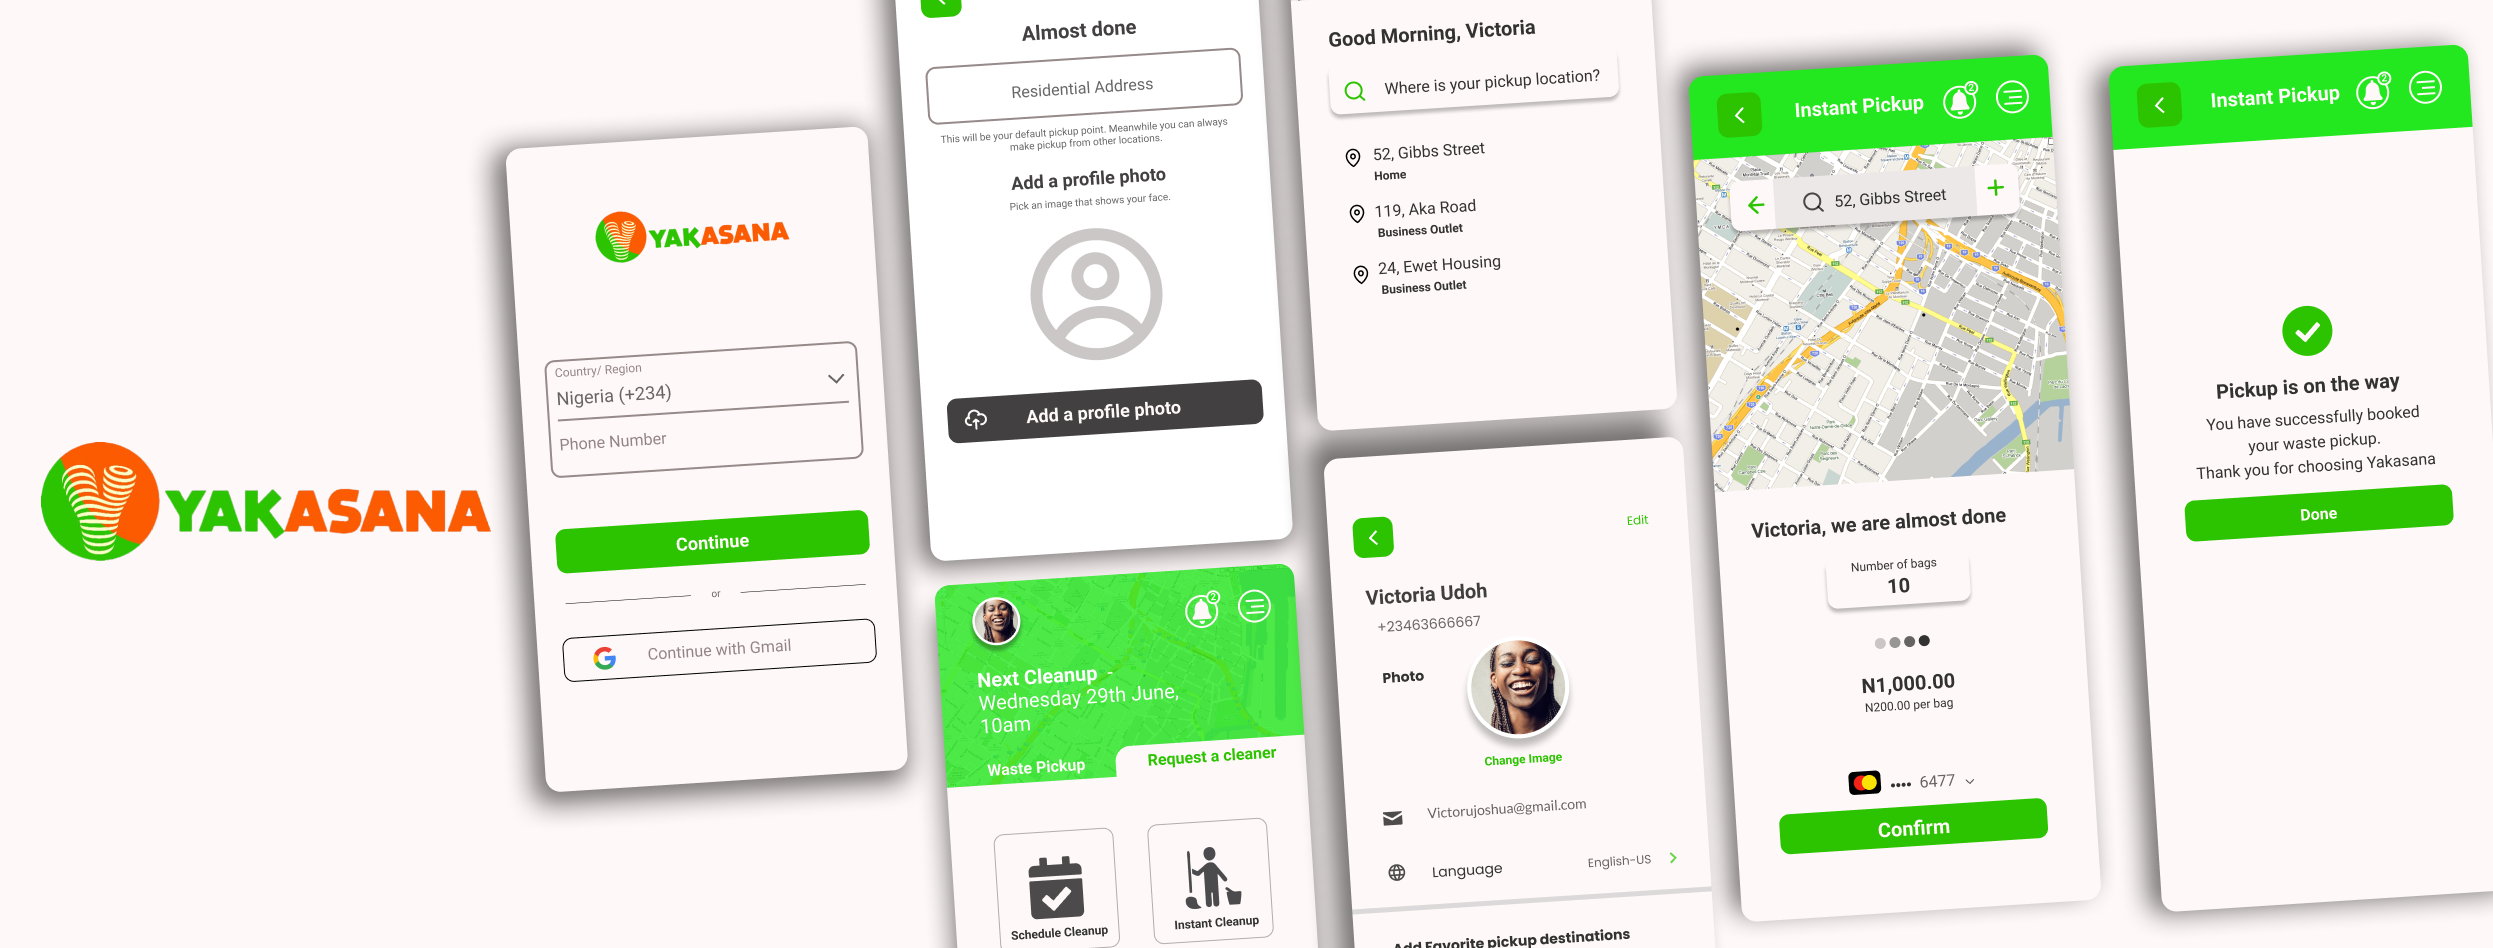 YAKASANA
YAKASANA
Country/ Region
Nigeria (+234)
Phone Number
Continue
or
Continue with Gmail
Almost done
Residential Address
This will be your default pickup point. Meanwhile you can always
make pickup from other locations.
Add a profile photo
Pick an image that shows your face.
Add a profile photo
2
Next Cleanup -
Wednesday 29th June,
10am
Waste Pickup
Request a cleaner
Schedule Cleanup
Instant Cleanup
Good Morning, Victoria
Where is your pickup location?
52, Gibbs Street
Home
119, Aka Road
Business Outlet
24, Ewet Housing
Business Outlet
Edit
Victoria Udoh
+23463666667
Photo
Change Image
Victorujoshua@gmail.com
Language
English-US
Add Favorite pickup destinations
Instant Pickup
2
52, Gibbs Street
Victoria, we are almost done
Number of bags
10
N1,000.00
N200.00 per bag
•••• 6477
Confirm
Instant Pickup
2
Pickup is on the way
You have successfully booked
your waste pickup.
Thank you for choosing Yakasana
Done